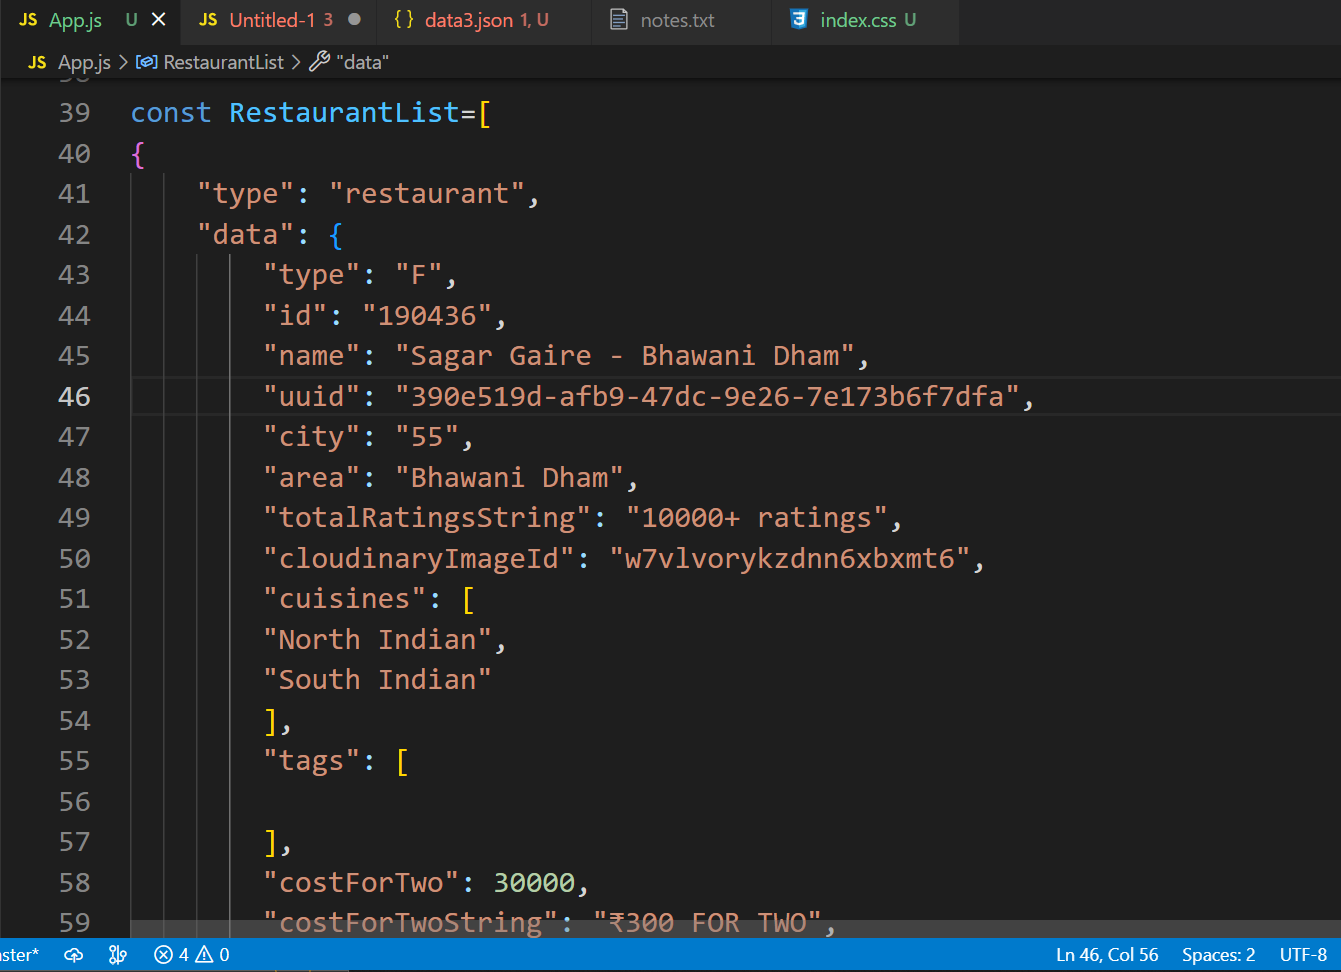 JS App.js U × JS Untitled-1 3 ● {} data3.json 1, U notes.txt index.css U
JS App.js > RestaurantList > "data"
39 const RestaurantList=[
40 {
41 "type": "restaurant",
42 "data": {
43 "type": "F",
44 "id": "190436",
45 "name": "Sagar Gaire - Bhawani Dham",
46 "uuid": "390e519d-afb9-47dc-9e26-7e173b6f7dfa",
47 "city": "55",
48 "area": "Bhawani Dham",
49 "totalRatingsString": "10000+ ratings",
50 "cloudinaryImageId": "w7vlvorykzdnn6xbxmt6",
51 "cuisines": [
52 "North Indian",
53 "South Indian"
54 ],
55 "tags": [
56
57 ],
58 "costForTwo": 30000,
59 "costForTwoString": "₹300 FOR TWO",
ster* 4 0 Ln 46, Col 56 Spaces: 2 UTF-8